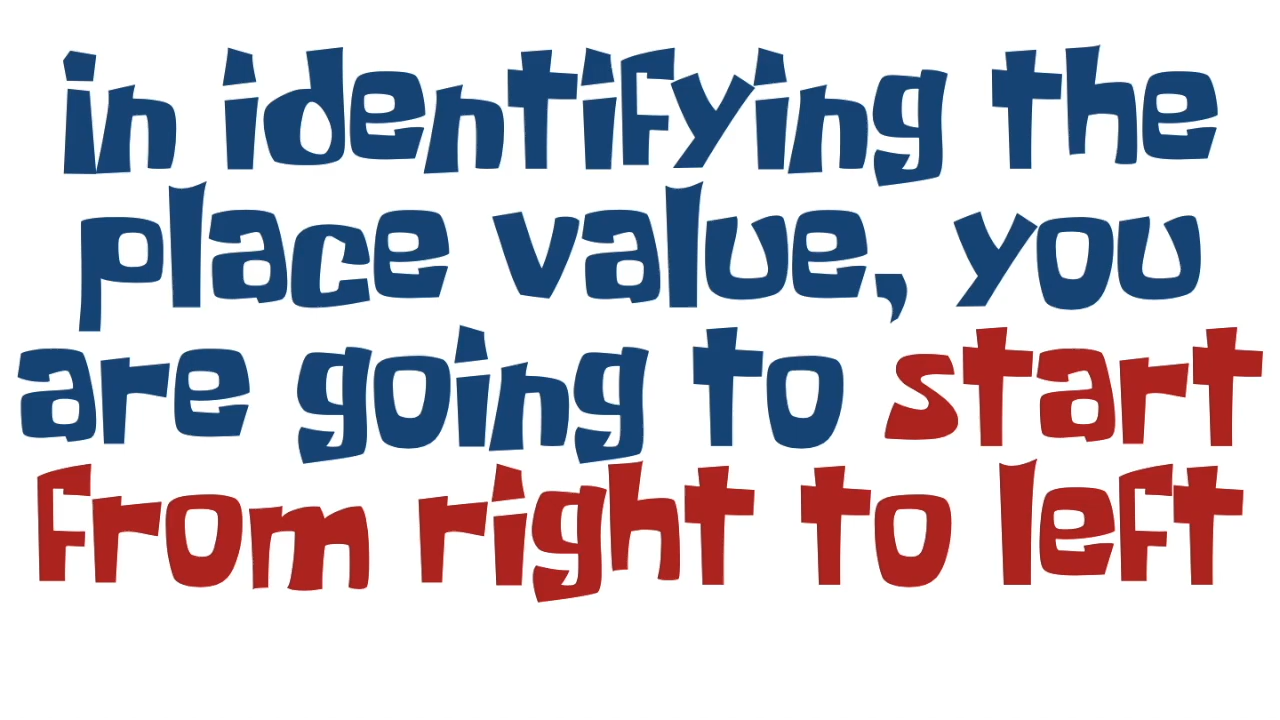 in identifying the
place value, you
are going to start
from right to left